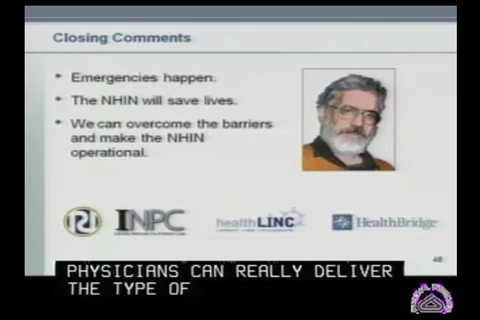 Closing Comments
• Emergencies happen.
• The NHIN will save lives.
• We can overcome the barriers
and make the NHIN
operational.
INPC
healthLINC
HealthBridge
48
PHYSICIANS CAN REALLY DELIVER
THE TYPE OF